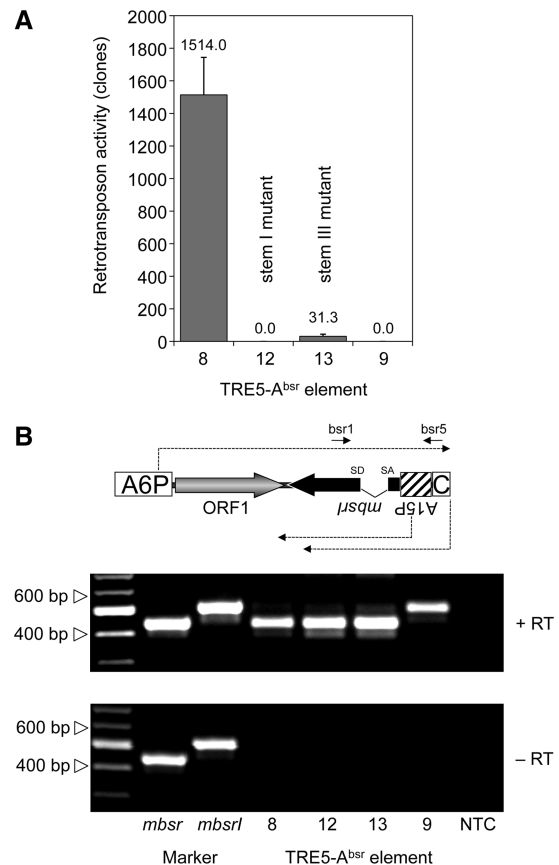 A
Retrotransposon activity (clones)
2000
1800
1600
1400
1200
1000
800
600
400
200
0
1514.0
0.0
31.3
0.0
stem I mutant
stem III mutant
8 12 13 9
TRE5-Absr element
B
bsr1 bsr5
A6P
ORF1
SD SA
mbsrI
A15P
C
600 bp
400 bp
+ RT
600 bp
400 bp
– RT
mbsr mbsrI 8 12 13 9 NTC
Marker TRE5-Absr element